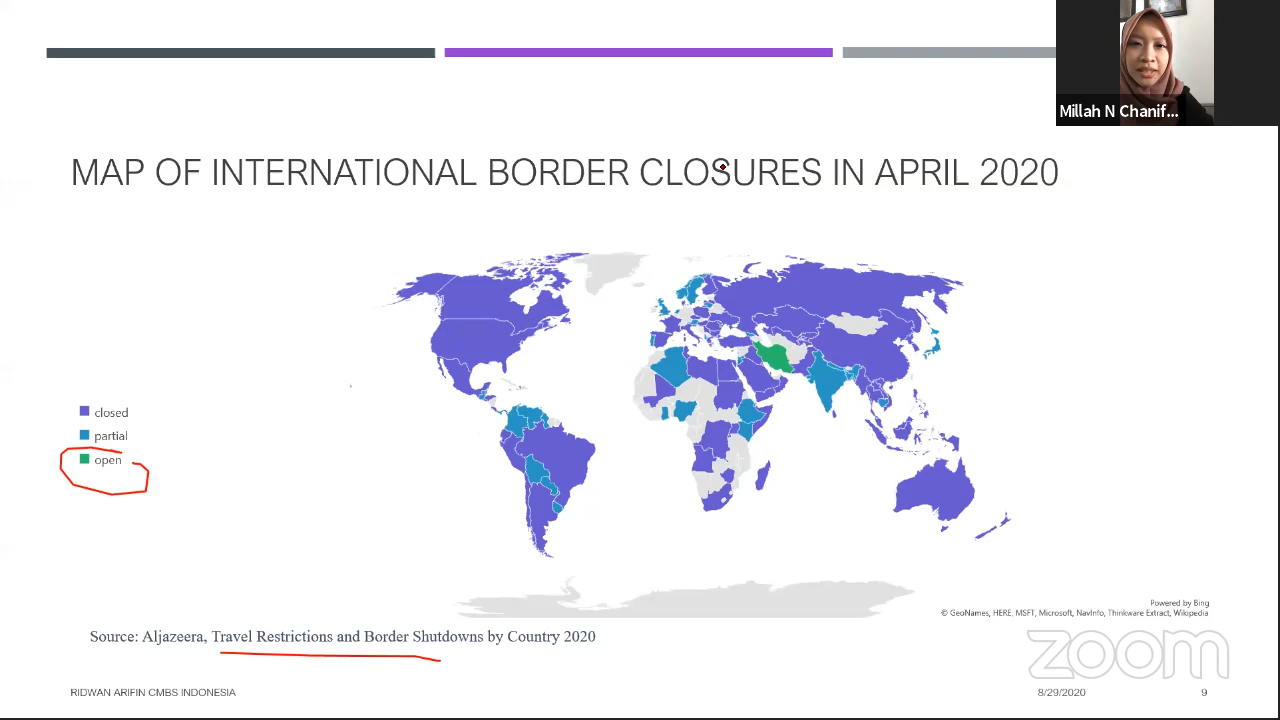 Millah N Chanif...
MAP OF INTERNATIONAL BORDER CLOSURES IN APRIL 2020
closed
partial
open
Powered by Bing
© GeoNames, HERE, MSFT, Microsoft, NavInfo, Thinkware Extract, Wikipedia
Source: Aljazeera, Travel Restrictions and Border Shutdowns by Country 2020
zoom
RIDWAN ARIFIN CMBS INDONESIA
8/29/2020
9